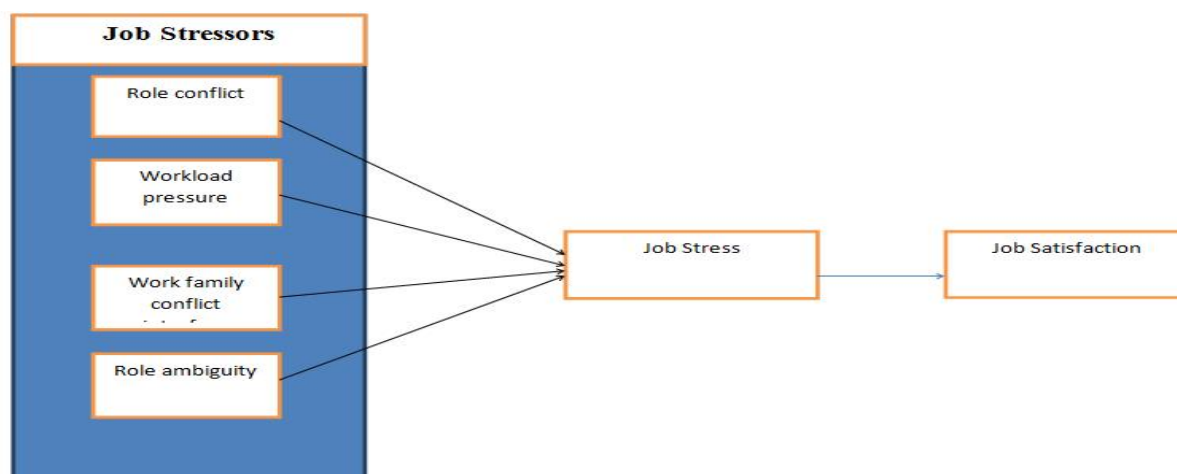 Job Stressors
Role conflict
Workload
pressure
Work family
conflict
Role ambiguity
Job Stress
Job Satisfaction